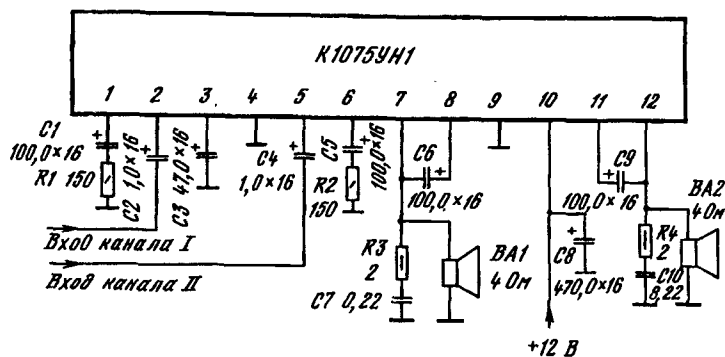 К1075УН1
1 2 3 4 5 6 7 8 9 10 11 12
C1
100,0×16
R1 150
C2 1,0×16
C3 47,0×16
C4
1,0×16
C5 100,0×16
R2
150
C6
100,0×16
C9
100,0×16
BA2
4 Ом
Вход канала I
Вход канала II
R3
2
C7 0,22
BA1
4 Ом
C8
470,0×16
R4
2
C10
8,22
+12 В